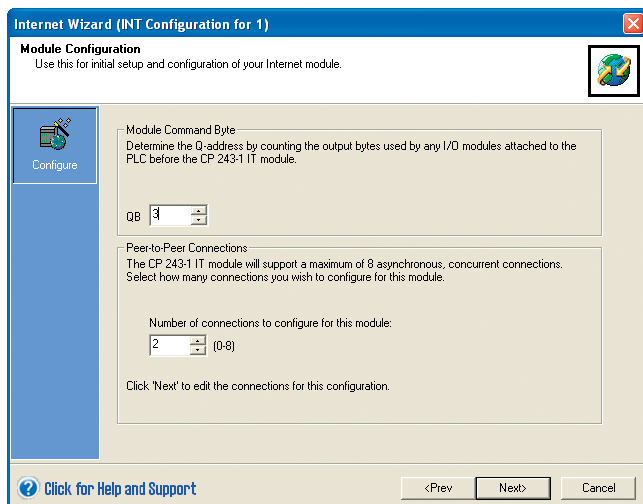 Internet Wizard (INT Configuration for 1)
Module Configuration
Use this for initial setup and configuration of your Internet module.
Configure
Module Command Byte
Determine the Q-address by counting the output bytes used by any I/O modules attached to the
PLC before the CP 243-1 IT module.
QB 3
Peer-to-Peer Connections
The CP 243-1 IT module will support a maximum of 8 asynchronous, concurrent connections.
Select how many connections you wish to configure for this module.
Number of connections to configure for this module:
2 (0-8)
Click 'Next' to edit the connections for this configuration.
? Click for Help and Support <Prev Next> Cancel